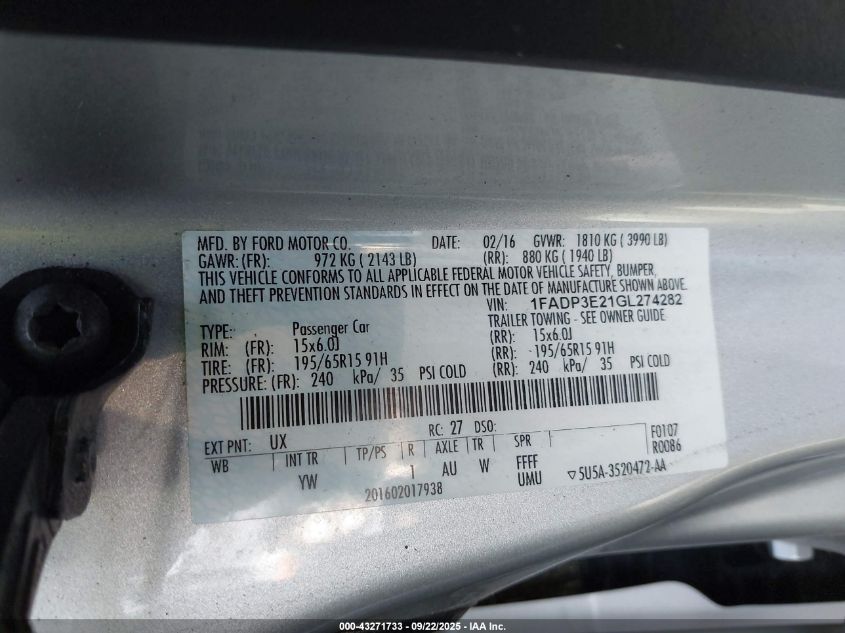 MFD. BY FORD MOTOR CO. DATE: 02/16 GVWR: 1810 KG ( 3990 LB)
GAWR: (FR): 972 KG ( 2143 LB) (RR): 880 KG ( 1940 LB)
THIS VEHICLE CONFORMS TO ALL APPLICABLE FEDERAL MOTOR VEHICLE SAFETY, BUMPER,
AND THEFT PREVENTION STANDARDS IN EFFECT ON THE DATE OF MANUFACTURE SHOWN ABOVE.
VIN: 1FADP3E21GL274282
TYPE: Passenger Car TRAILER TOWING - SEE OWNER GUIDE
RIM: (FR): 15x6.0J (RR): 15x6.0J
TIRE: (FR): 195/65R15 91H (RR): 195/65R15 91H
PRESSURE: (FR): 240 kPa/ 35 PSI COLD (RR): 240 kPa/ 35 PSI COLD
RC: 27 DSO: F0107
EXT PNT: UX R0086
WB INT TR TP/PS R AXLE TR SPR
YW 1 AU W FFFF
UMU
201602017938 ▽5U5A-3520472-AA
000-43271733 - 09/22/2025 - IAA Inc.